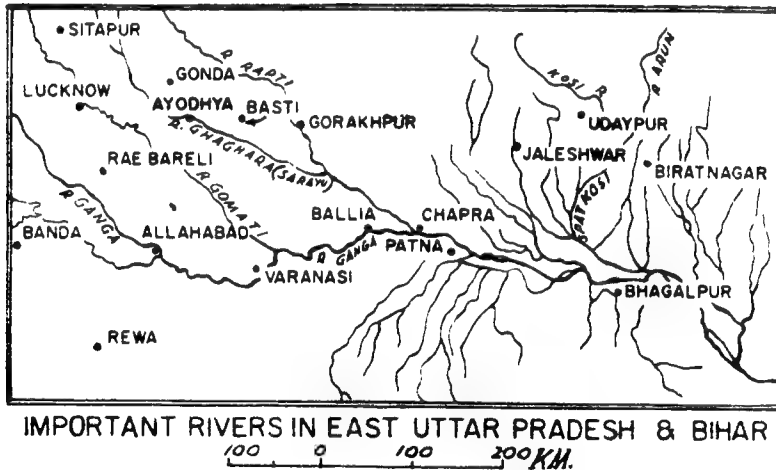 SITAPUR
R RAPTI
R ARUN
GONDA
KOSI R.
LUCKNOW
AYODHYA
BASTI
GORAKHPUR
UDAYPUR
R. GHAGHARA (SARAYU)
JALESHWAR
BIRATNAGAR
RAE BARELI
R GOMATI
SPAT KOSI
R GANGA
BALLIA
CHAPRA
BANDA
ALLAHABAD
R GANGA
PATNA
VARANASI
BHAGALPUR
REWA
IMPORTANT RIVERS IN EAST UTTAR PRADESH & BIHAR
100 0 100 200 KM.